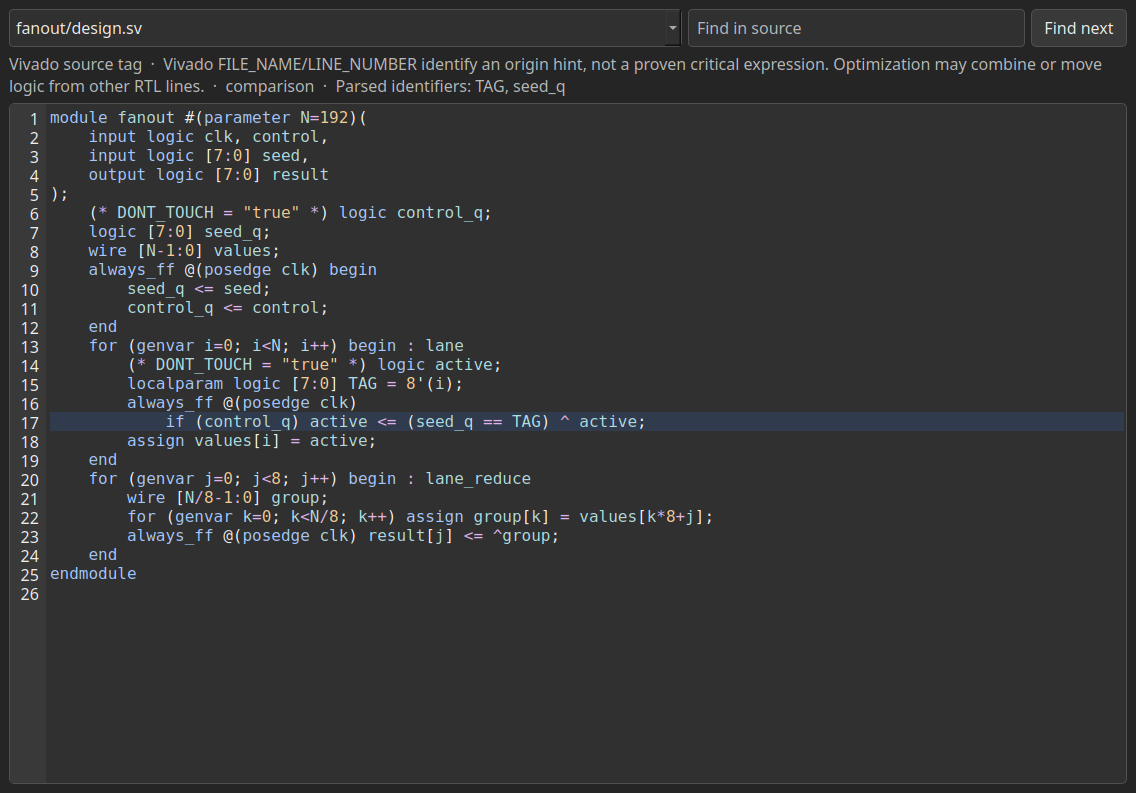 fanout/design.sv
Find in source
Find next
Vivado source tag · Vivado FILE_NAME/LINE_NUMBER identify an origin hint, not a proven critical expression. Optimization may combine or move
logic from other RTL lines. · comparison · Parsed identifiers: TAG, seed_q
1 module fanout #(parameter N=192)(
2     input logic clk, control,
3     input logic [7:0] seed,
4     output logic [7:0] result
5 );
6     (* DONT_TOUCH = "true" *) logic control_q;
7     logic [7:0] seed_q;
8     wire [N-1:0] values;
9     always_ff @(posedge clk) begin
10         seed_q <= seed;
11         control_q <= control;
12     end
13     for (genvar i=0; i<N; i++) begin : lane
14         (* DONT_TOUCH = "true" *) logic active;
15         localparam logic [7:0] TAG = 8'(i);
16         always_ff @(posedge clk)
17             if (control_q) active <= (seed_q == TAG) ^ active;
18         assign values[i] = active;
19     end
20     for (genvar j=0; j<8; j++) begin : lane_reduce
21         wire [N/8-1:0] group;
22         for (genvar k=0; k<N/8; k++) assign group[k] = values[k*8+j];
23         always_ff @(posedge clk) result[j] <= ^group;
24     end
25 endmodule
26